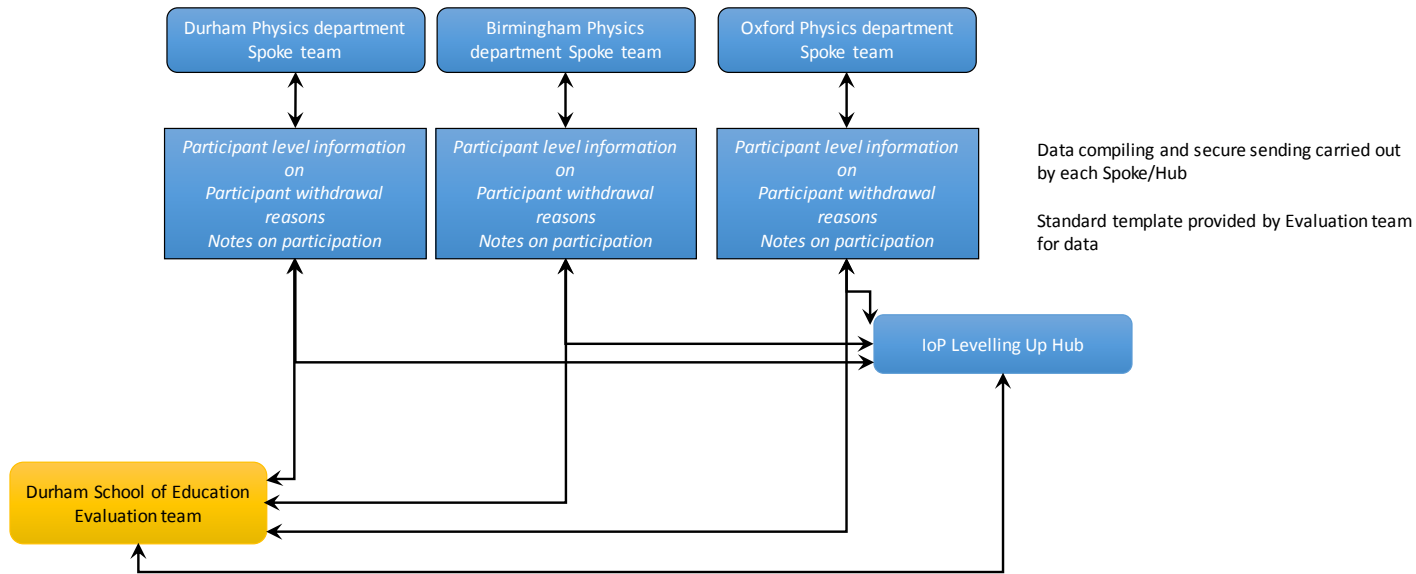 Durham Physics department
Spoke team
Birmingham Physics
department Spoke team
Oxford Physics department
Spoke team
Participant level information
on
Participant withdrawal
reasons
Notes on participation
Participant level information
on
Participant withdrawal
reasons
Notes on participation
Participant level information
on
Participant withdrawal
reasons
Notes on participation
Data compiling and secure sending carried out
by each Spoke/Hub
Standard template provided by Evaluation team
for data
IoP Levelling Up Hub
Durham School of Education
Evaluation team